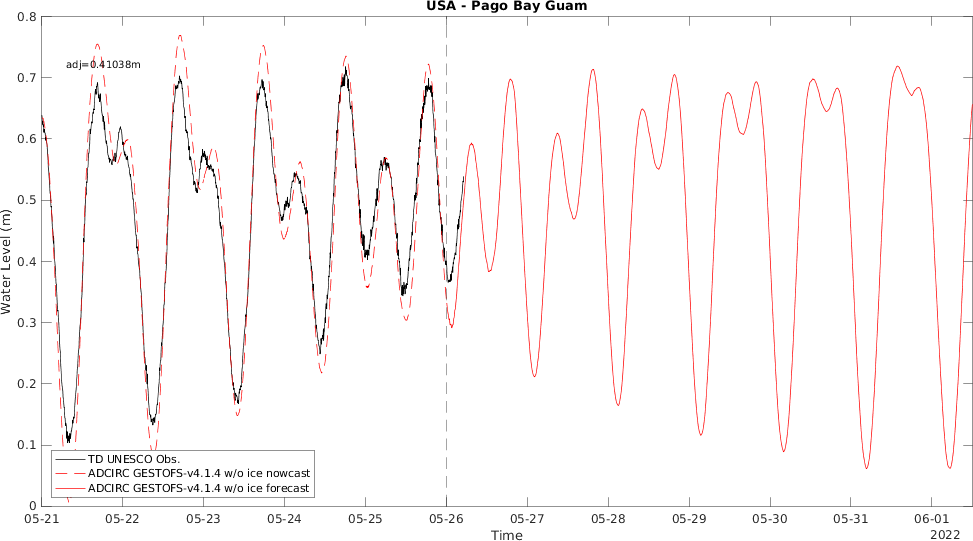 USA - Pago Bay Guam
0.8
0.7
0.6
0.5
0.4
0.3
0.2
0.1
0
Water Level (m)
adj=0.41038m
TD UNESCO Obs.
ADCIRC GESTOFS-v4.1.4 w/o ice nowcast
ADCIRC GESTOFS-v4.1.4 w/o ice forecast
05-21 05-22 05-23 05-24 05-25 05-26 05-27 05-28 05-29 05-30 05-31 06-01
Time
2022